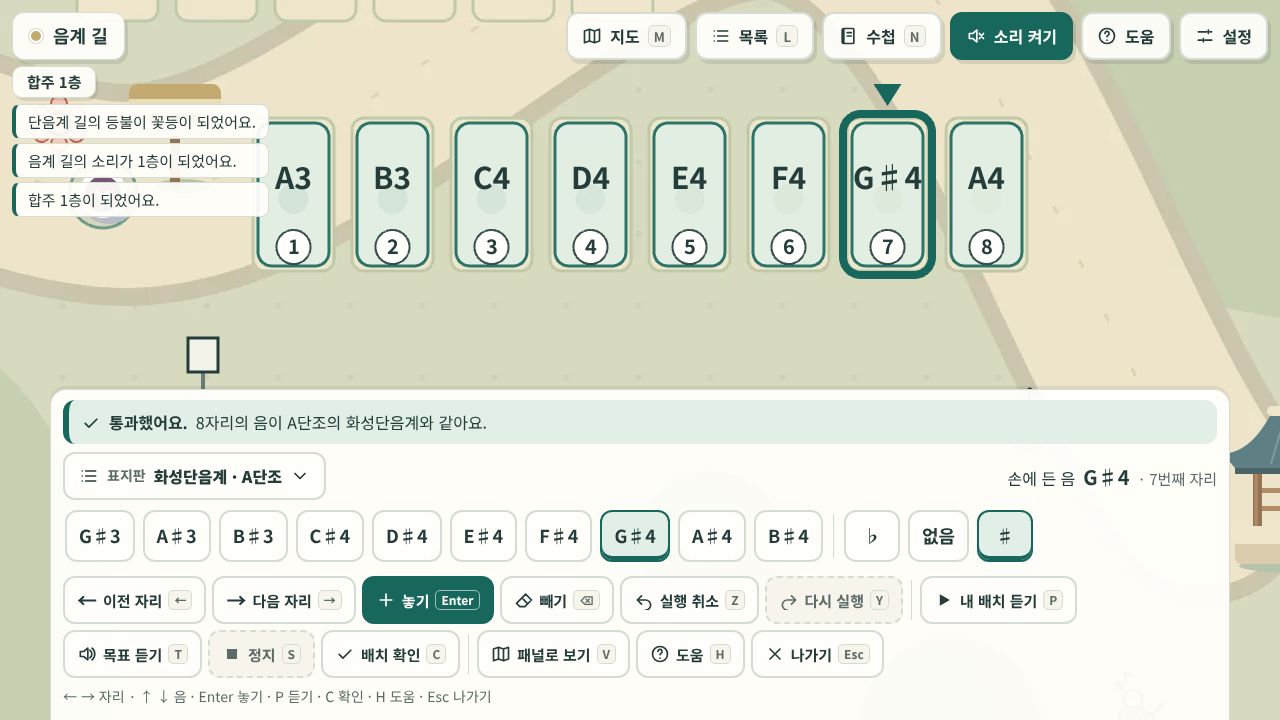 음계 길
지도 M
목록 L
수첩 N
소리 켜기
도움
설정
합주 1층
단음계 길의 등불이 꽃등이 되었어요.
음계 길의 소리가 1층이 되었어요.
합주 1층이 되었어요.
A3 B3 C4 D4 E4 F4 G♯4 A4
1 2 3 4 5 6 7 8
통과했어요. 8자리의 음이 A단조의 화성단음계와 같아요.
표지판 화성단음계 · A단조
손에 든 음 G♯4 · 7번째 자리
G♯3 A♯3 B♯3 C♯4 D♯4 E♯4 F♯4 G♯4 A♯4 B♯4 ♭ 없음 ♯
← 이전 자리 ← → 다음 자리 → + 놓기 Enter 빼기 ⌫ 실행 취소 Z 다시 실행 Y 내 배치 듣기 P
목표 듣기 T 정지 S 배치 확인 C 패널로 보기 V 도움 H 나가기 Esc
← → 자리 · ↑ ↓ 음 · Enter 놓기 · P 듣기 · C 확인 · H 도움 · Esc 나가기